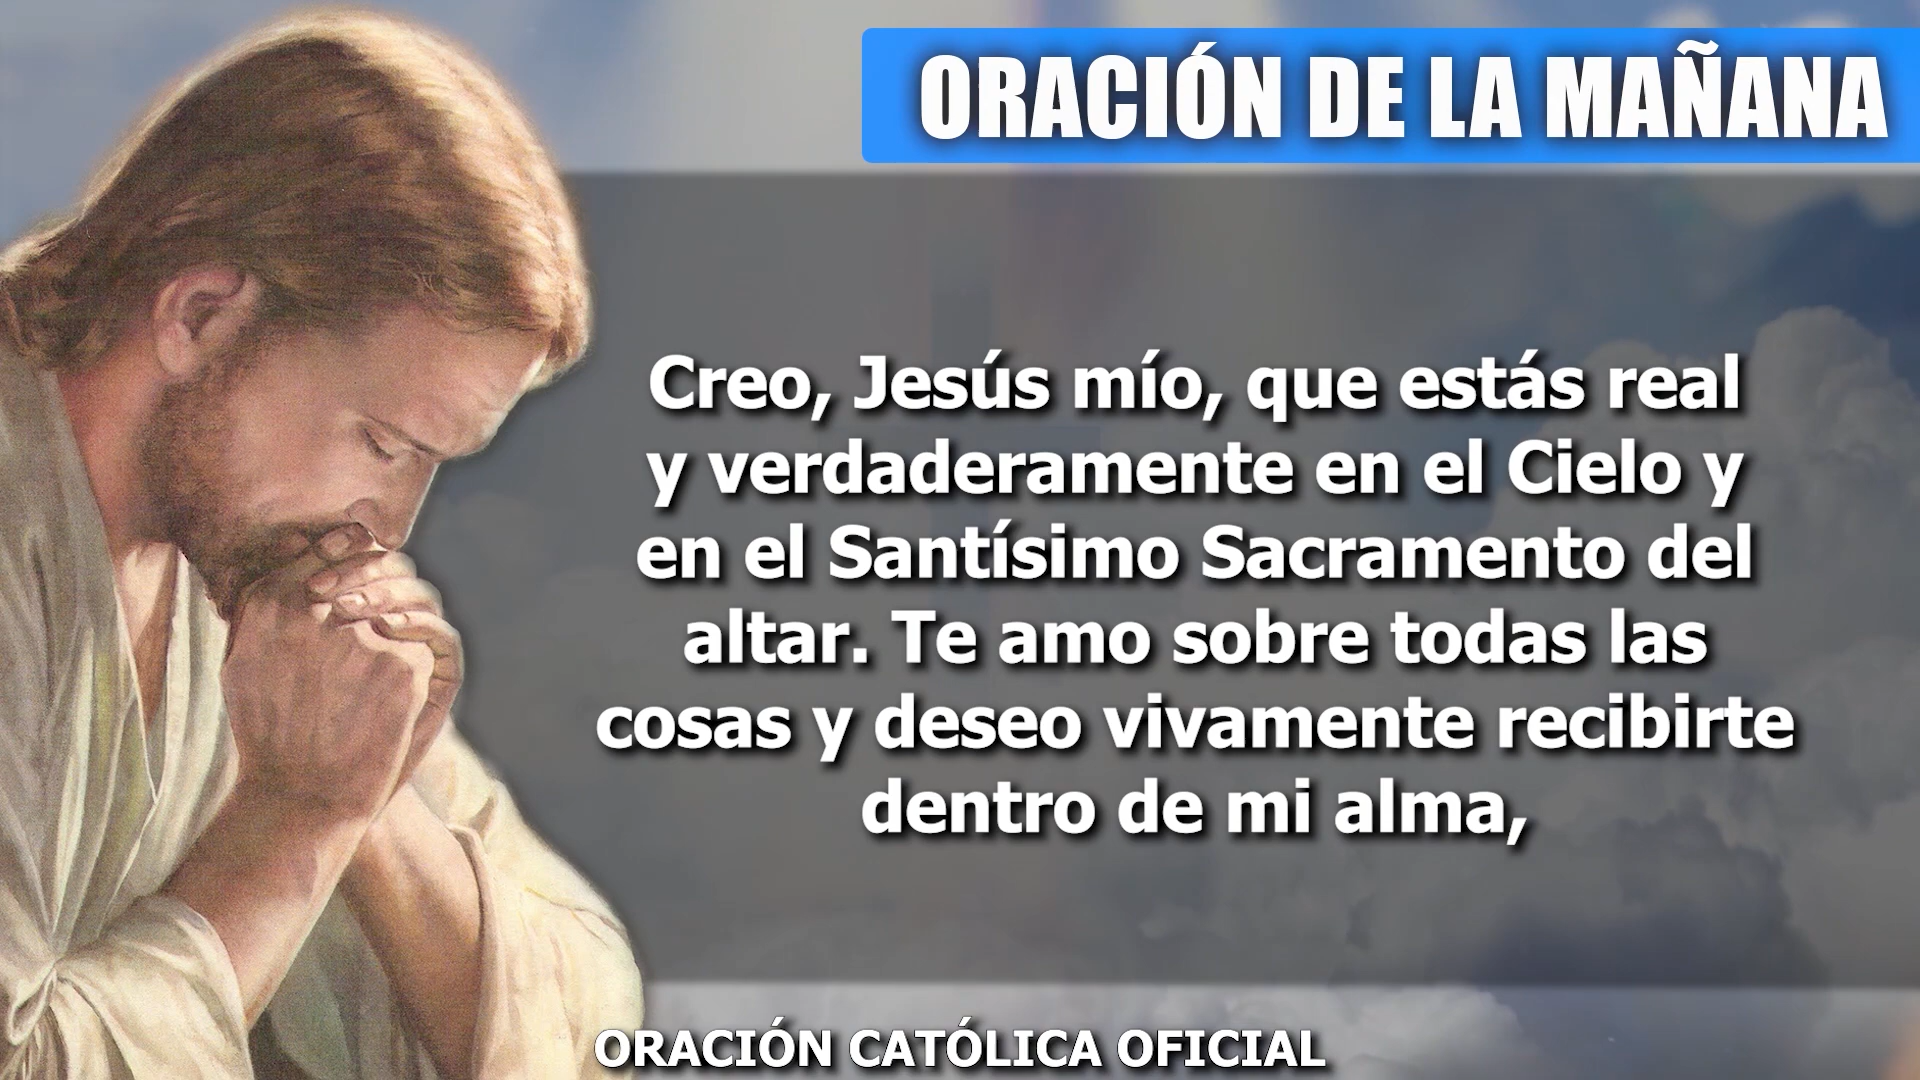 ORACIÓN DE LA MAÑANA
Creo, Jesús mío, que estás real
y verdaderamente en el Cielo y
en el Santísimo Sacramento del
altar. Te amo sobre todas las
cosas y deseo vivamente recibirte
dentro de mi alma,
ORACIÓN CATÓLICA OFICIAL